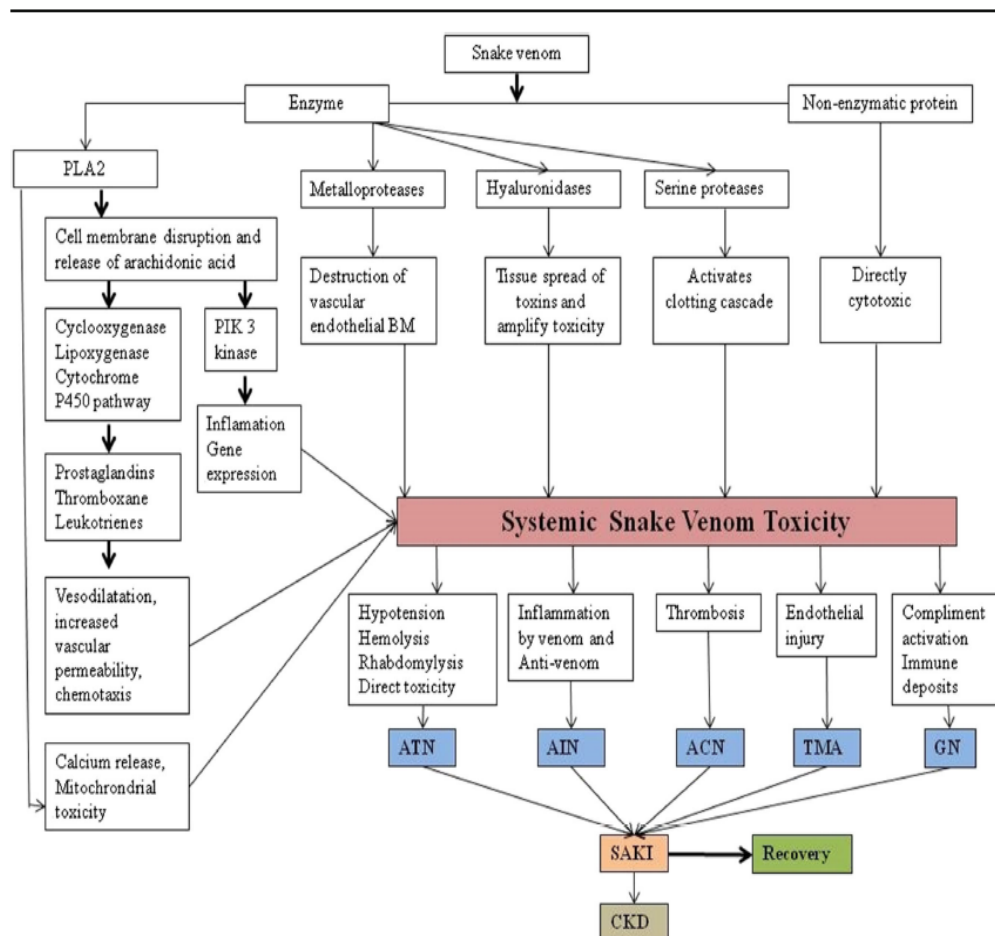 Snake venom
Enzyme
Non-enzymatic protein
PLA2
Metalloproteases
Hyaluronidases
Serine proteases
Cell membrane disruption and
release of arachidonic acid
Destruction of
vascular
endothelial BM
Tissue spread of
toxins and
amplify toxicity
Activates
clotting cascade
Directly
cytotoxic
Cyclooxygenase
Lipoxygenase
Cytochrome
P450 pathway
PIK 3
kinase
Inflamation
Gene
expression
Prostaglandins
Thromboxane
Leukotrienes
Systemic Snake Venom Toxicity
Vesodilatation,
increased
vascular
permeability,
chemotaxis
Hypotension
Hemolysis
Rhabdomylysis
Direct toxicity
Inflammation
by venom and
Anti-venom
Thrombosis
Endothelial
injury
Compliment
activation
Immune
deposits
Calcium release,
Mitochrondrial
toxicity
ATN
AIN
ACN
TMA
GN
SAKI
Recovery
CKD